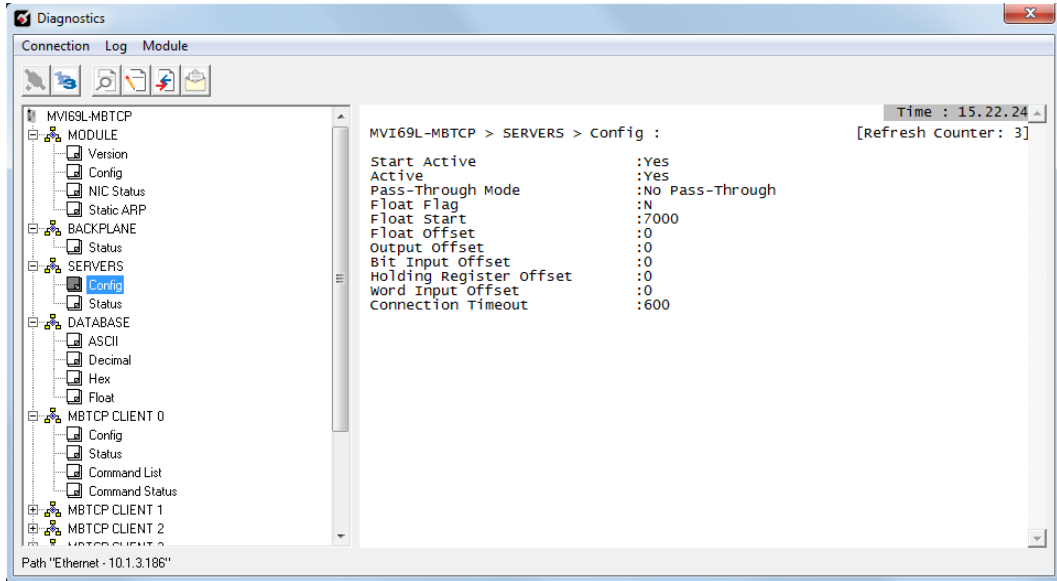 Diagnostics
Connection Log Module
MVI69L-MBTCP
MODULE
Version
Config
NIC Status
Static ARP
BACKPLANE
Status
SERVERS
Config
Status
DATABASE
ASCII
Decimal
Hex
Float
MBTCP CLIENT 0
Config
Status
Command List
Command Status
MBTCP CLIENT 1
MBTCP CLIENT 2
Time : 15.22.24
MVI69L-MBTCP > SERVERS > Config : [Refresh Counter: 3]
Start Active :Yes
Active :Yes
Pass-Through Mode :No Pass-Through
Float Flag :N
Float Start :7000
Float Offset :0
Output Offset :0
Bit Input Offset :0
Holding Register Offset :0
Word Input Offset :0
Connection Timeout :600
Path "Ethernet - 10.1.3.186"